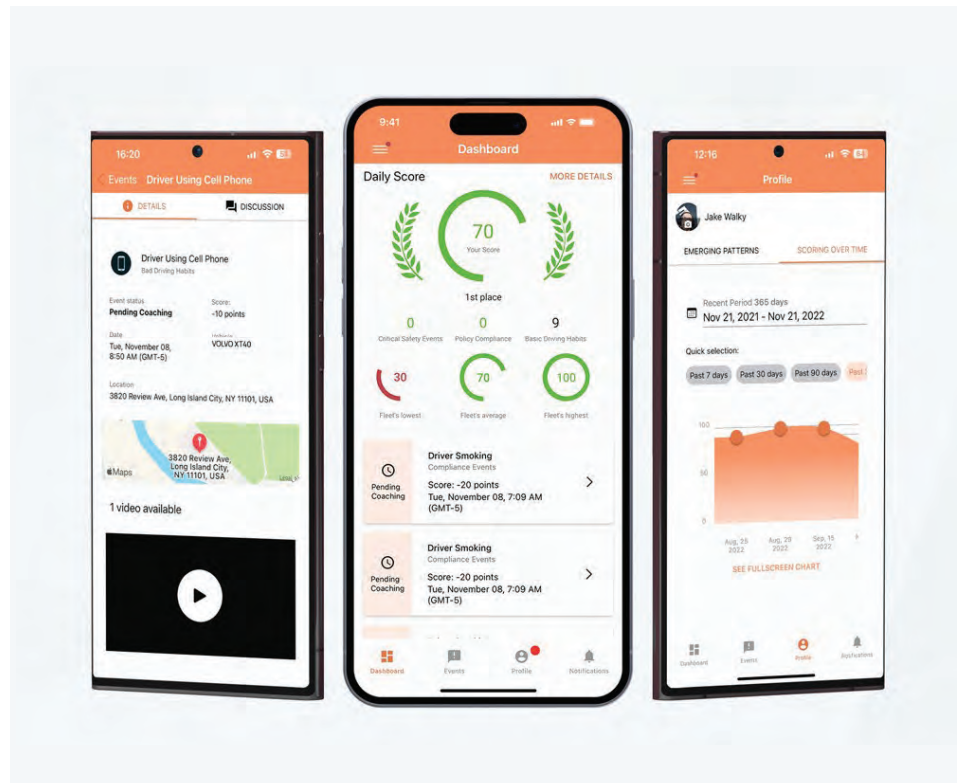 16:20
Events Driver Using Cell Phone
DETAILS
DISCUSSION
Driver Using Cell Phone
Bad Driving Habits
Event status
Pending Coaching
Score:
-10 points
Date
Tue, November 08,
8:50 AM (GMT-5)
VOLVO XT40
Location
3820 Review Ave, Long Island City, NY 11101, USA
3820 Review Ave,
Long Island City,
NY 11101, USA
Maps
1 video available
9:41
Dashboard
Daily Score
MORE DETAILS
70
Your Score
1st place
0
Critical Safety Events
0
Policy Compliance
9
Basic Driving Habits
30
Fleet's lowest
70
Fleet's average
100
Fleet's highest
Pending
Coaching
Driver Smoking
Compliance Events
Score: -20 points
Tue, November 08, 7:09 AM
(GMT-5)
Pending
Coaching
Driver Smoking
Compliance Events
Score: -20 points
Tue, November 08, 7:09 AM
(GMT-5)
Dashboard
Events
Profile
Notifications
12:16
Profile
Jake Walky
EMERGING PATTERNS
SCORING OVER TIME
Recent Period 365 days
Nov 21, 2021 - Nov 21, 2022
Quick selection:
Past 7 days
Past 30 days
Past 90 days
Past
100
50
0
Aug, 25
2022
Aug, 29
2022
Sep, 15
2022
SEE FULLSCREEN CHART
Dashboard
Events
Profile
Notifications